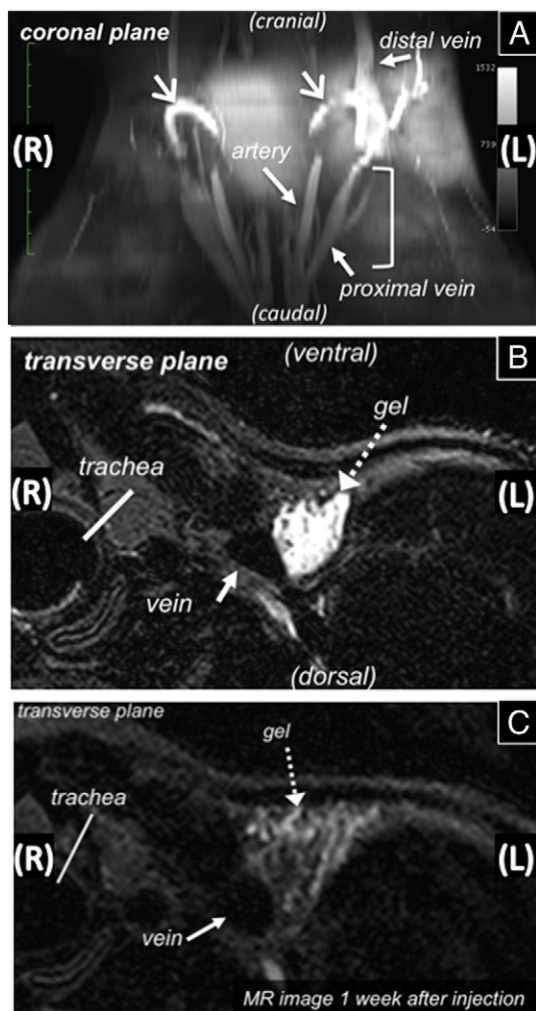 coronal plane
(cranial)
A
distal vein
1532
(R)
artery
739
(L)
-54
proximal vein
(caudal)
transverse plane
(ventral)
B
gel
(R)
trachea
(L)
vein
(dorsal)
transverse plane
C
gel
trachea
(R)
(L)
vein
MR image 1 week after injection